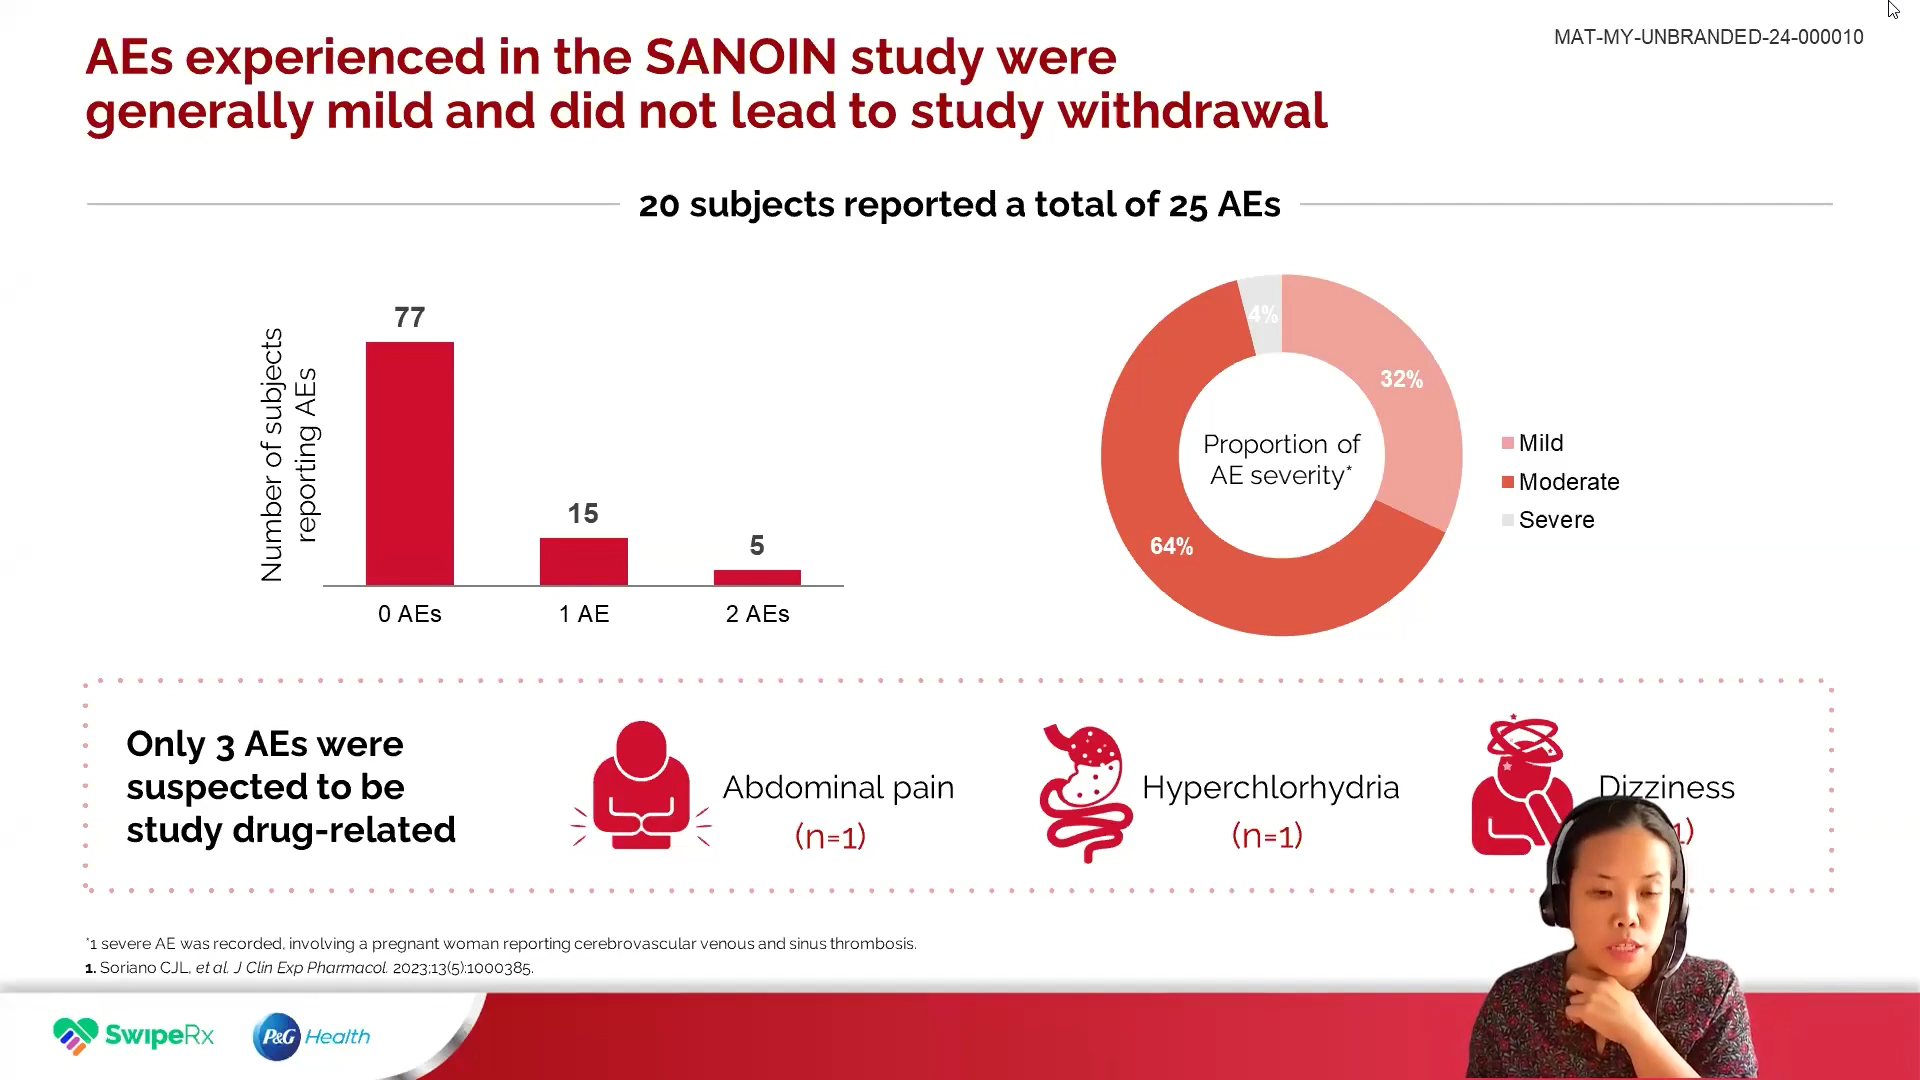 MAT-MY-UNBRANDED-24-000010
AEs experienced in the SANOIN study were
generally mild and did not lead to study withdrawal
20 subjects reported a total of 25 AEs
Number of subjects
reporting AEs
77
15
5
0 AEs
1 AE
2 AEs
4%
32%
64%
Proportion of
AE severity*
Mild
Moderate
Severe
Only 3 AEs were
suspected to be
study drug-related
Abdominal pain
(n=1)
Hyperchlorhydria
(n=1)
Dizziness
1)
*1 severe AE was recorded, involving a pregnant woman reporting cerebrovascular venous and sinus thrombosis.
1. Soriano CJL, et al. J Clin Exp Pharmacol. 2023;13(5):1000385.
SwipeRx
P&G Health